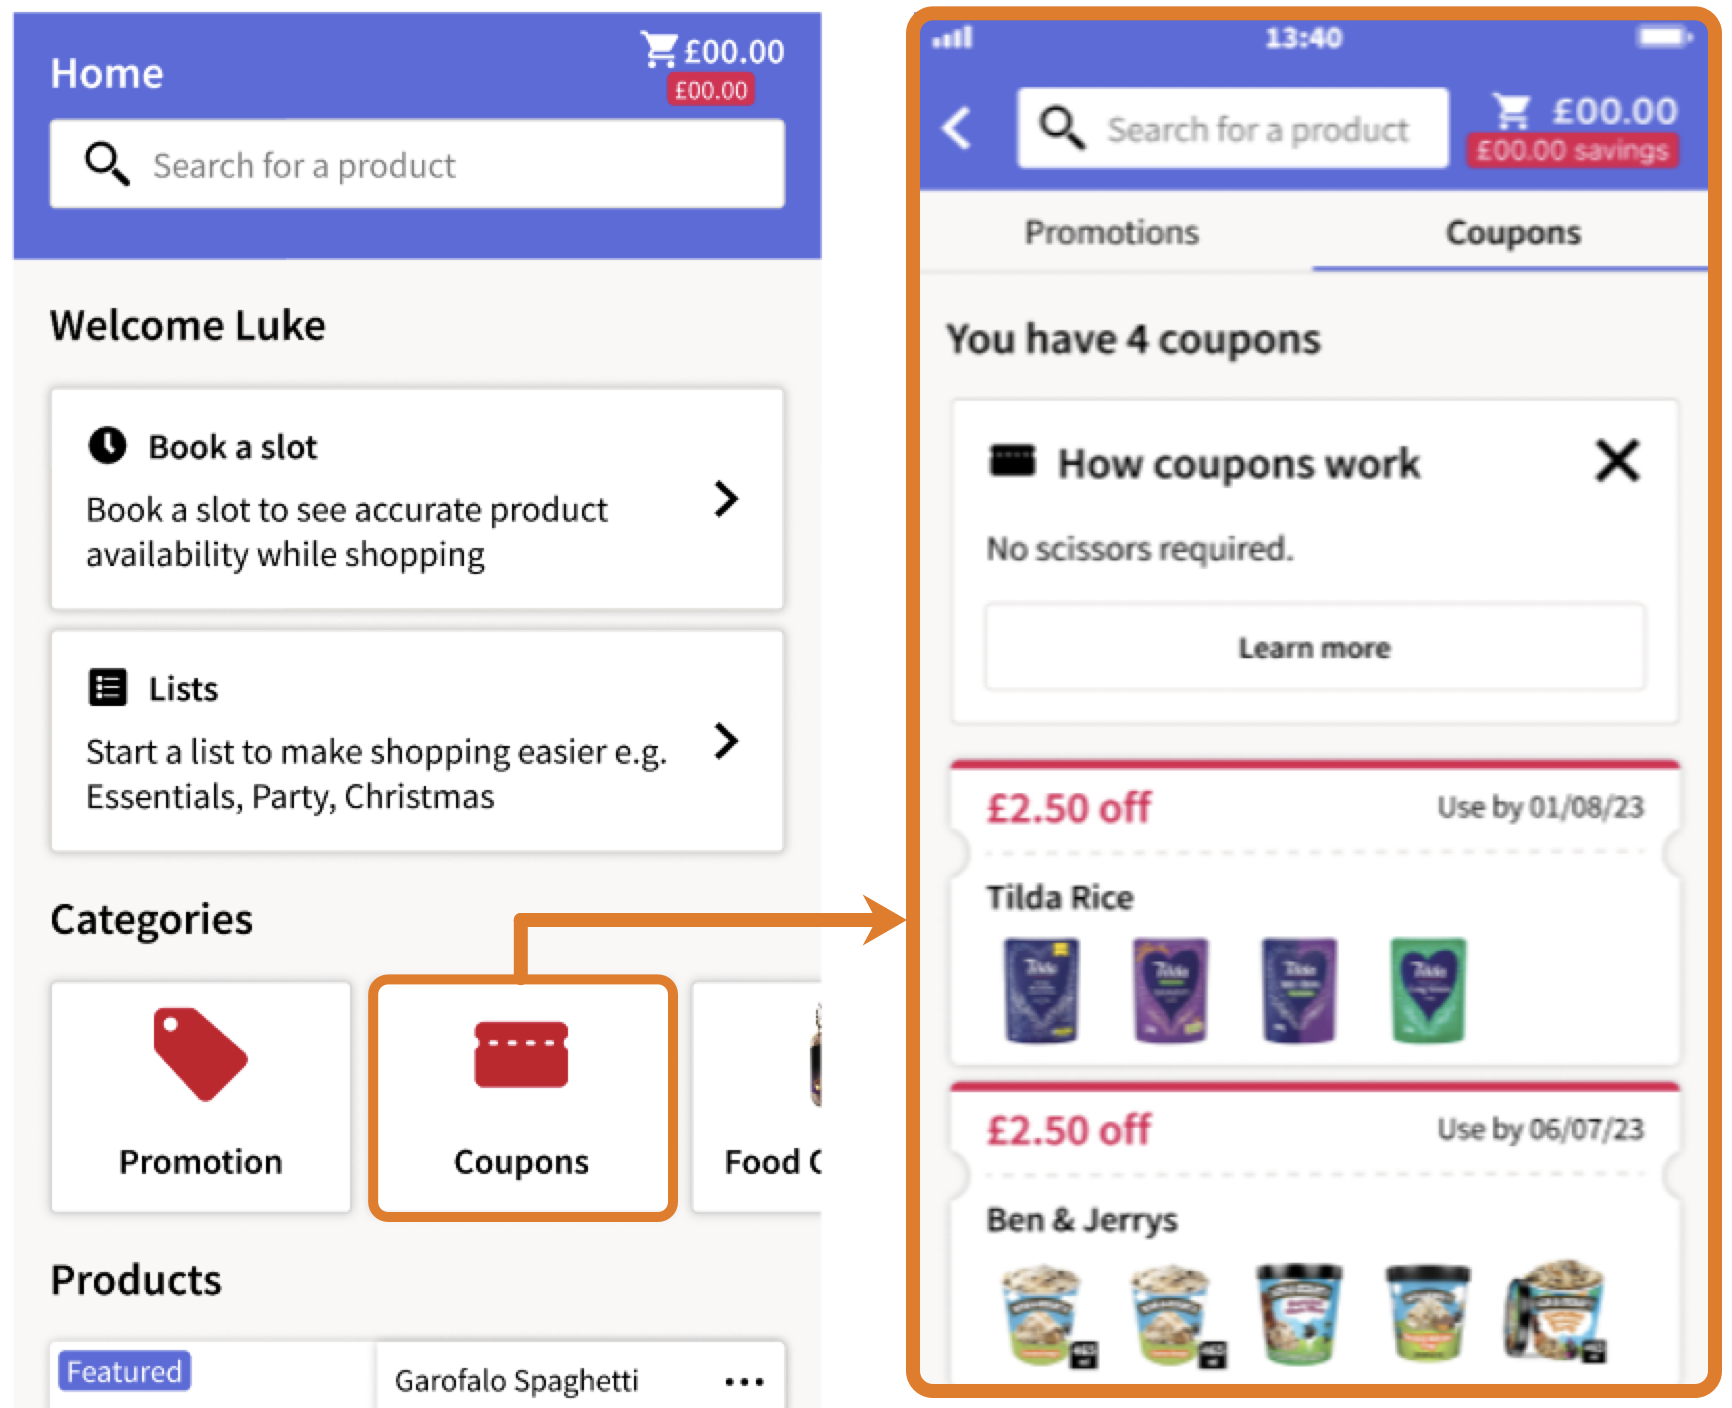 Home
£00.00
£00.00
Search for a product
Welcome Luke
Book a slot
Book a slot to see accurate product
availability while shopping
Lists
Start a list to make shopping easier e.g.
Essentials, Party, Christmas
Categories
Promotion
Coupons
Food
Products
Featured
Garofalo Spaghetti
13:40
Search for a product
£00.00
£00.00 savings
Promotions
Coupons
You have 4 coupons
How coupons work
No scissors required.
Learn more
£2.50 off
Use by 01/08/23
Tilda Rice
Tilda
Tilda
Tilda
Tilda
£2.50 off
Use by 06/07/23
Ben & Jerrys